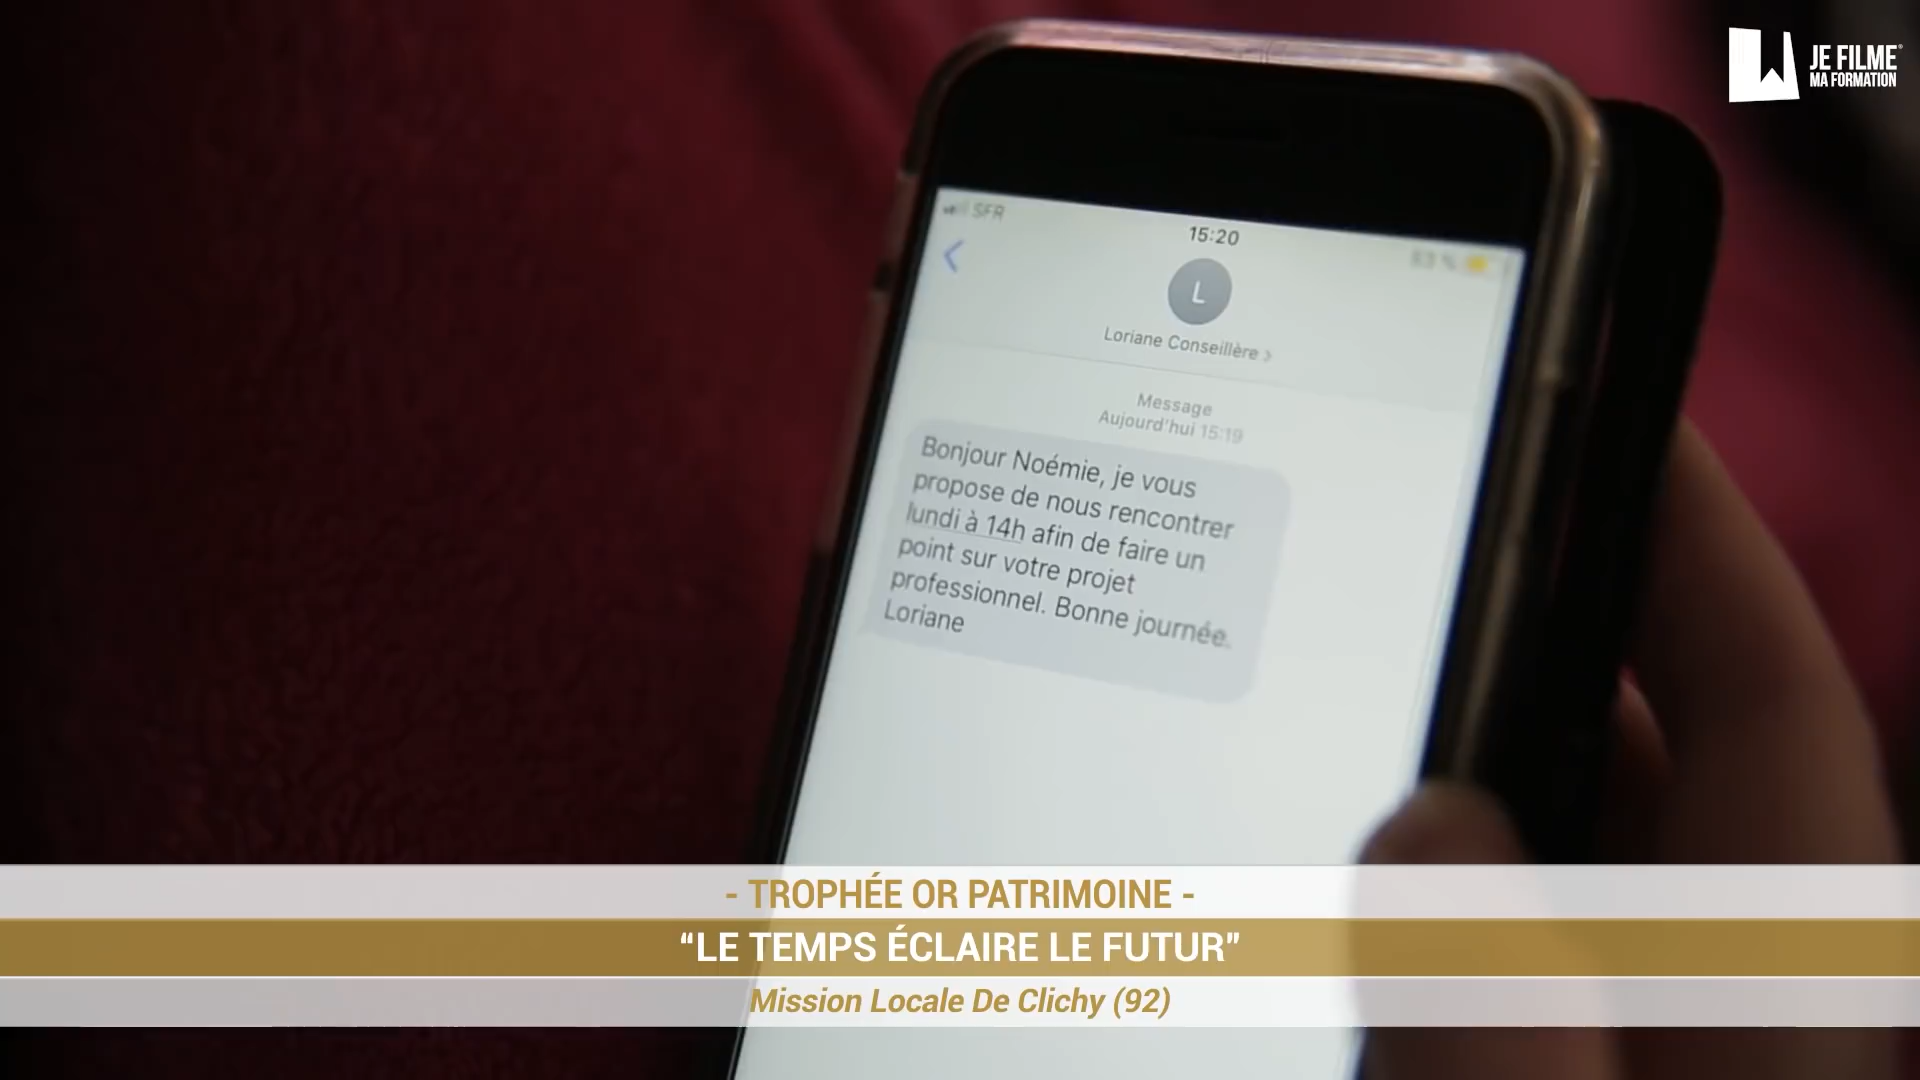 JE FILME
MA FORMATION
SFR
15:20
L
Loriane Conseillère >
Message
Aujourd'hui 15:19
Bonjour Noémie, je vous
propose de nous rencontrer
lundi à 14h afin de faire un
point sur votre projet
professionnel. Bonne journée.
Loriane
- TROPHÉE OR PATRIMOINE -
“LE TEMPS ÉCLAIRE LE FUTUR”
Mission Locale De Clichy (92)